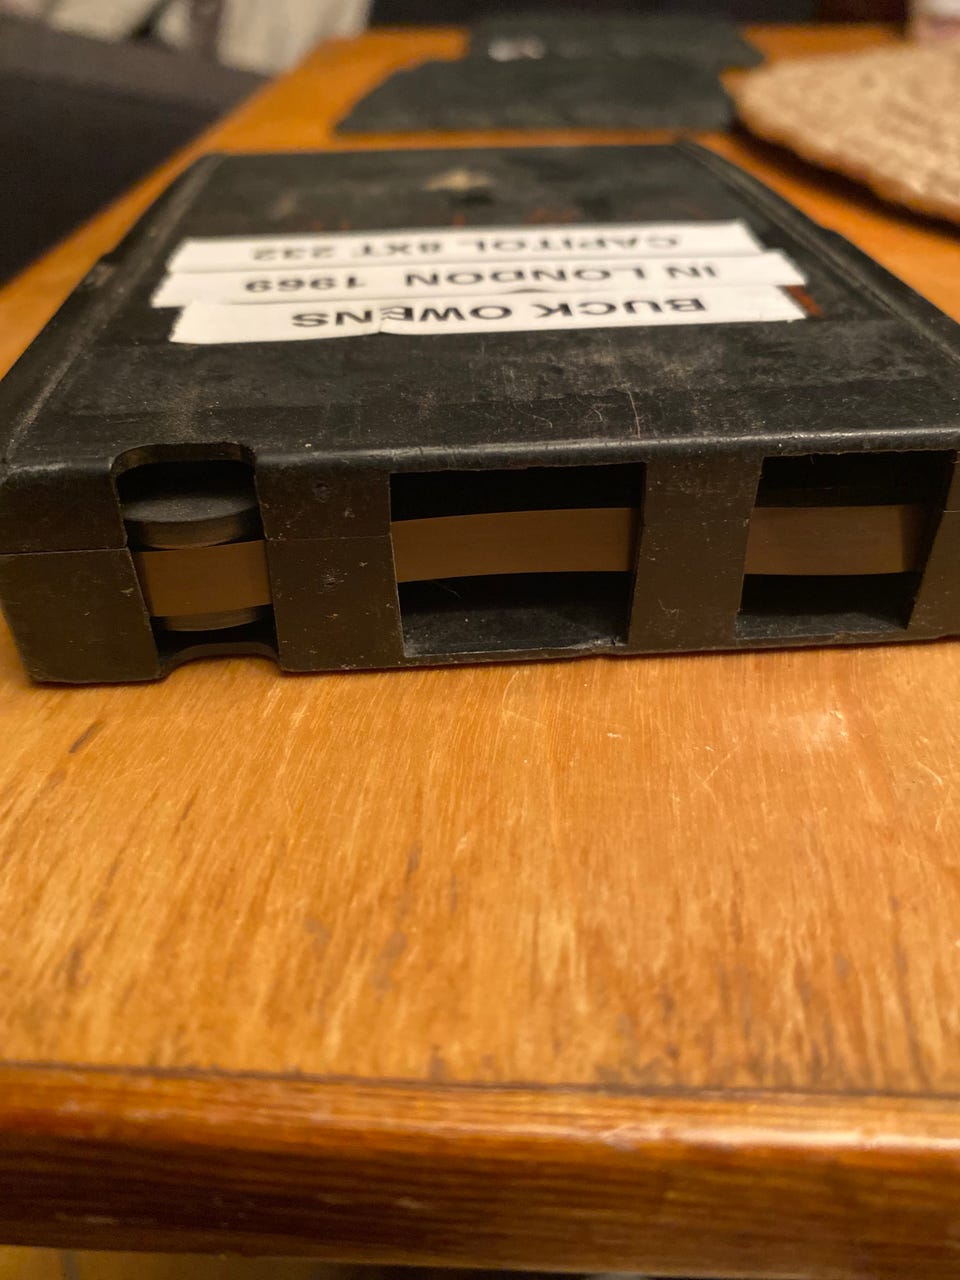 BUCK OWENS
IN LONDON 1969
CAPITOL 8XT 232